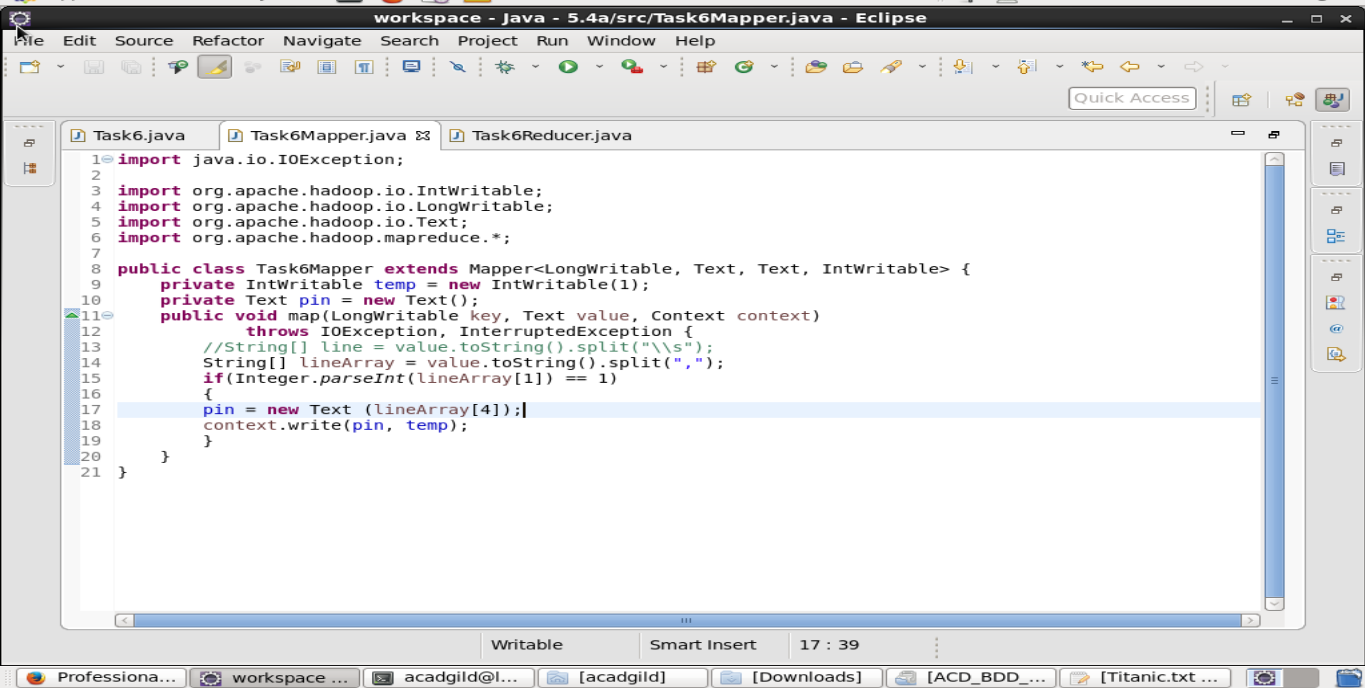 workspace - Java - 5.4a/src/Task6Mapper.java - Eclipse
File Edit Source Refactor Navigate Search Project Run Window Help
Quick Access
Task6.java Task6Mapper.java Task6Reducer.java
1 import java.io.IOException;
2
3 import org.apache.hadoop.io.IntWritable;
4 import org.apache.hadoop.io.LongWritable;
5 import org.apache.hadoop.io.Text;
6 import org.apache.hadoop.mapreduce.*;
7
8 public class Task6Mapper extends Mapper<LongWritable, Text, Text, IntWritable> {
9 private IntWritable temp = new IntWritable(1);
10 private Text pin = new Text();
11 public void map(LongWritable key, Text value, Context context)
12 throws IOException, InterruptedException {
13 //String[] line = value.toString().split("\\s");
14 String[] lineArray = value.toString().split(",");
15 if(Integer.parseInt(lineArray[1]) == 1)
16 {
17 pin = new Text (lineArray[4]);
18 context.write(pin, temp);
19 }
20 }
21 }
Writable Smart Insert 17 : 39
Professiona... workspace ... acadgild@l... [acadgild] [Downloads] [ACD_BDD_... [Titanic.txt ...